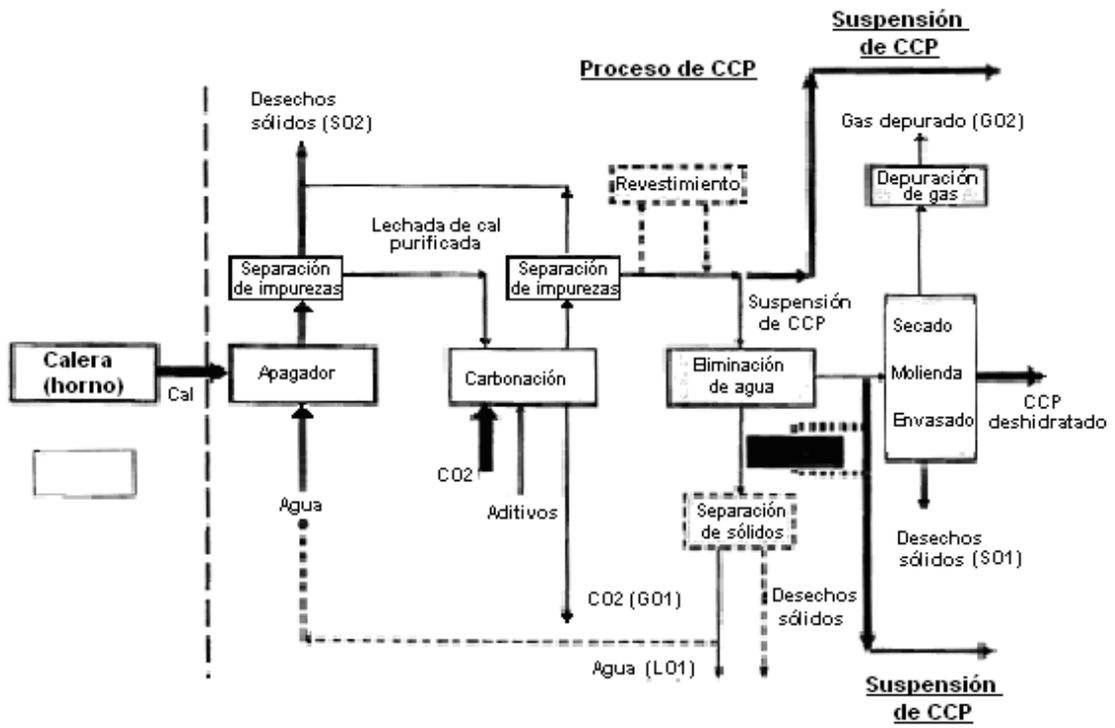 Suspensión
de CCP
Proceso de CCP
Desechos
sólidos (S02)
Gas depurado (G02)
Revestimiento
Depuración
de gas
Lechada de cal
purificada
Separación
de impurezas
Separación
de impurezas
Suspensión
de CCP
Secado
Calera
(horno)
Cal
Apagador
Carbonación
Eliminación
de agua
Molienda
CCP
deshidratado
Envasado
CO2
Agua
Aditivos
Separación
de sólidos
Desechos
sólidos (S01)
CO2 (G01)
Desechos
sólidos
Agua (L01)
Suspensión
de CCP